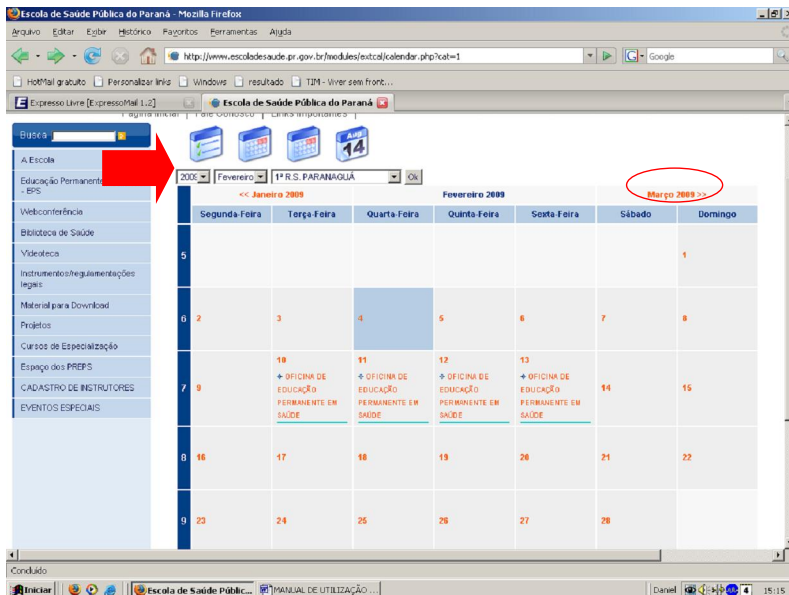 Escola de Saúde Pública do Paraná - Mozilla Firefox
Arquivo Editar Exibir Histórico Favoritos Ferramentas Ajuda
http://www.escoladesaude.pr.gov.br/modules/extcal/calendar.php?cat=1
Google
HotMail gratuito Personalizar links Windows resultado TIM - Viver sem front...
Expresso Livre [ExpressoMail 1.2] Escola de Saúde Pública do Paraná
Página Inicial | Fale Conosco | Links Importantes |
Busca
A Escola
Educação Permanente
- EPS
Webconferência
Biblioteca de Saúde
Videoteca
Instrumentos/regulamentações
legais
Material para Download
Projetos
Cursos de Especialização
Espaço dos PREPS
CADASTRO DE INSTRUTORES
EVENTOS ESPECIAIS
Aug
14
Fevereiro 1ª R.S. PARANAGUÁ Ok
<< Janeiro 2009 Fevereiro 2009 Março 2009 >>
Segunda-Feira Terça-Feira Quarta-Feira Quinta-Feira Sexta-Feira Sábado Domingo
5 1
6 2 3 4 5 6 7 8
7 9 10 11 12 13 14 15
OFICINA DE OFICINA DE OFICINA DE OFICINA DE
EDUCAÇÃO EDUCAÇÃO EDUCAÇÃO EDUCAÇÃO
PERMANENTE EM PERMANENTE EM PERMANENTE EM PERMANENTE EM
SAÚDE SAÚDE SAÚDE SAÚDE
8 16 17 18 19 20 21 22
9 23 24 25 26 27 28
Concluído
Iniciar Escola de Saúde Públic... MANUAL DE UTILIZAÇÃO ... Daniel 4 15:15